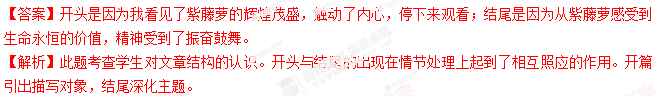 【答案】开头是因为我看见了紫藤萝的辉煌茂盛，触动了内心，停下来观看；结尾是因为从紫藤萝感受到
生命永恒的价值，精神受到了振奋鼓舞。
【解析】此题考查学生对文章结构的认识。开头与结尾的出现在情节处理上起到了相互照应的作用。开篇
引出描写对象，结尾深化主题。